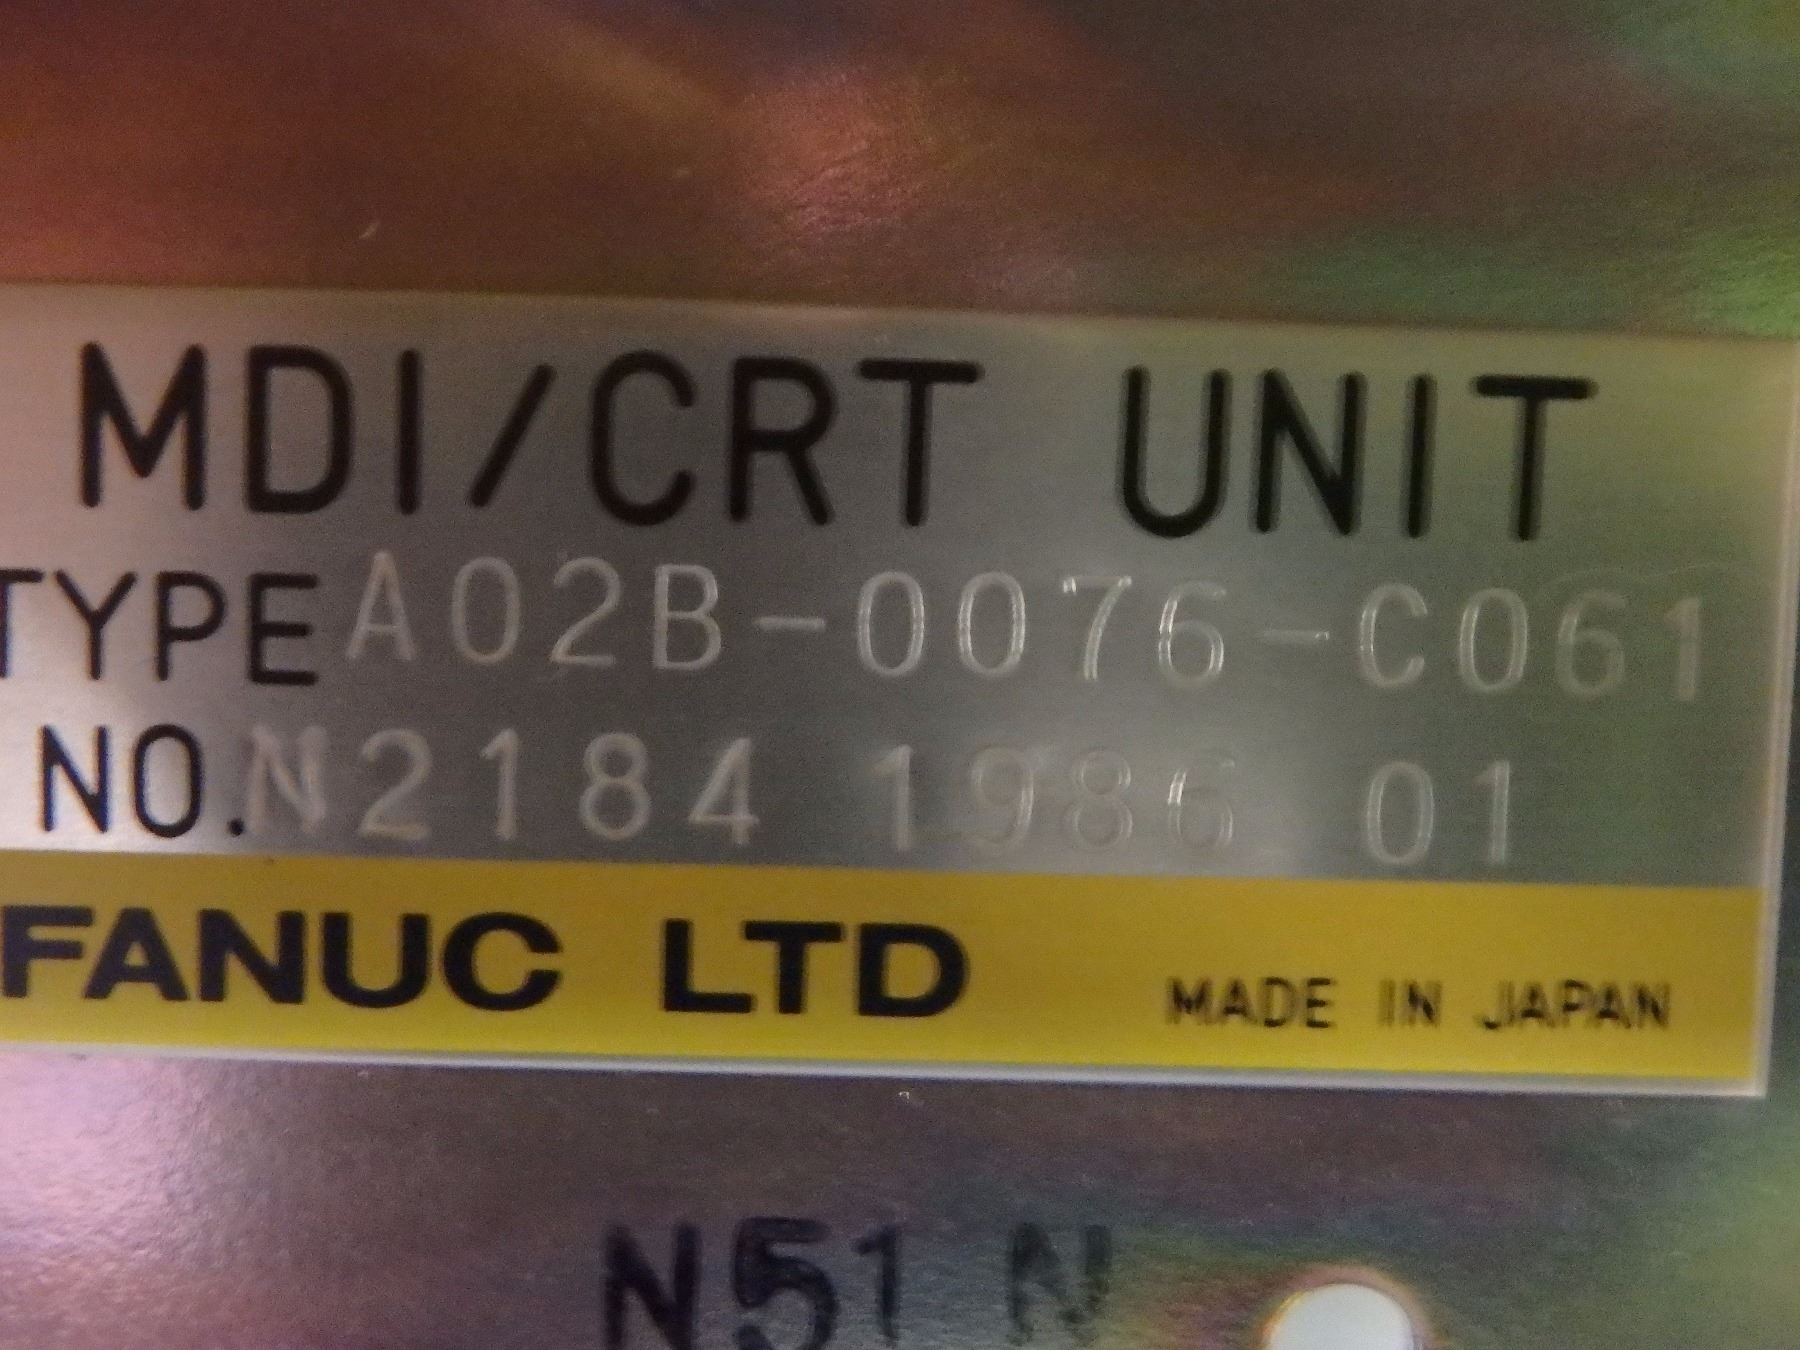 MDI/CRT UNIT
TYPE A02B-0076-C061
NO. N2184 1986 01
FANUC LTD MADE IN JAPAN
N51 N